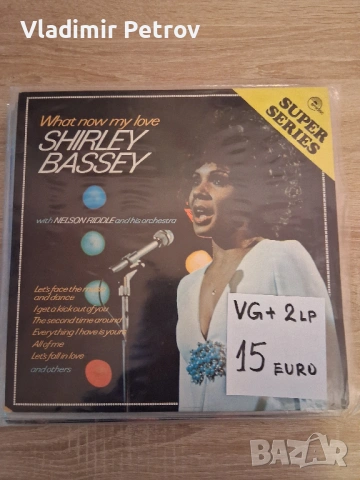 Vladimir Petrov
What now my love
SHIRLEY
BASSEY
SUPER
SERIES
with NELSON RIDDLE and his orchestra
Let's face the music
and dance
I get a kick out of you
The second time around
Everything I have is yours
All of me
Let's fall in love
and others
VG+ 2 LP
15 EURO
BAZAR